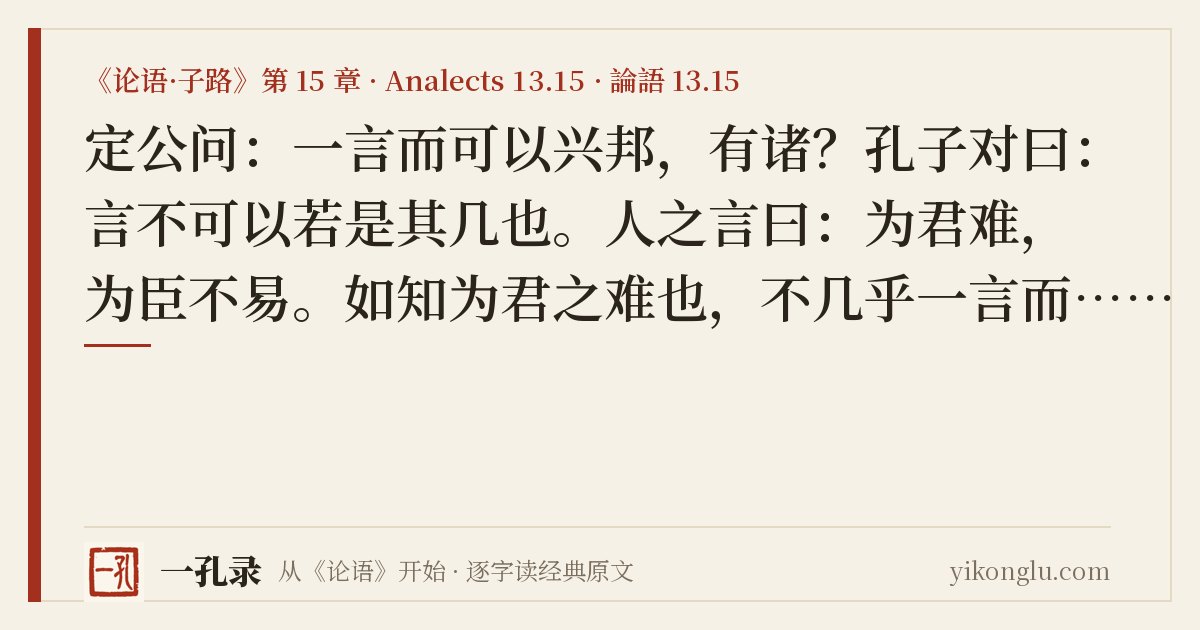 《论语·子路》第 15 章 · Analects 13.15 · 論語 13.15
定公问：一言而可以兴邦，有诸？孔子对曰：
言不可以若是其几也。人之言曰：为君难，
为臣不易。如知为君之难也，不几乎一言而……
一孔
一孔录
从《论语》开始 · 逐字读经典原文
yikonglu.com